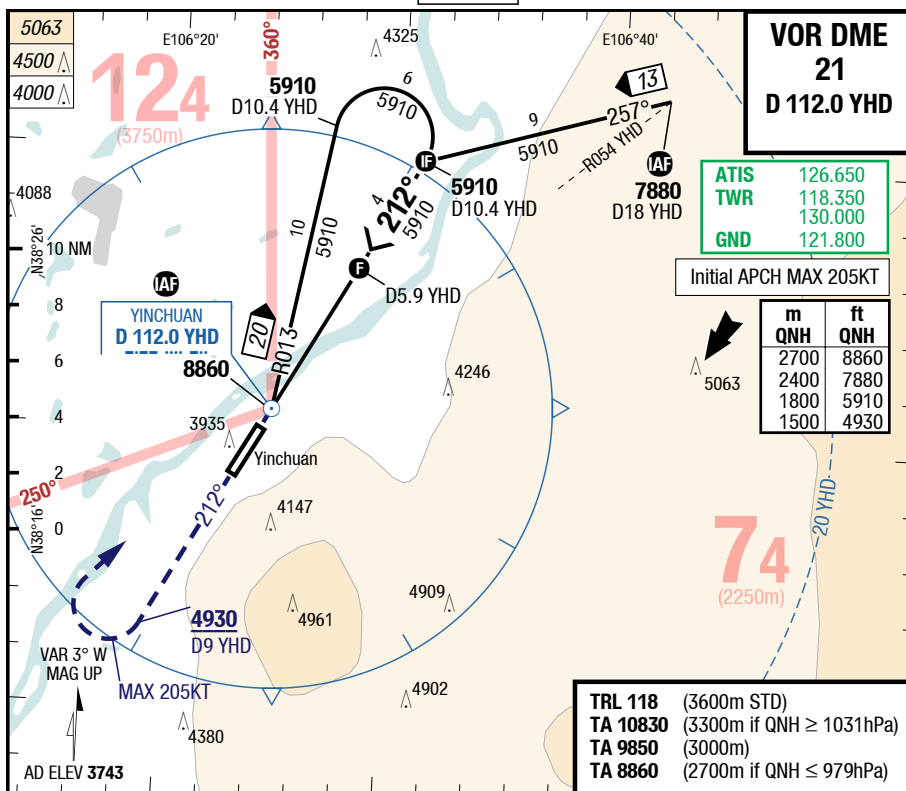 5063
4500
4000
E106°20'
360°
4325
E106°40'
VOR DME
21
D 112.0 YHD
124
(3750m)
5910
D10.4 YHD
6
5910
13
9
5910
257°
R054 YHD
IAF
7880
D18 YHD
IF
5910
D10.4 YHD
4
212°
5910
ATIS 126.650
TWR 118.350
130.000
GND 121.800
4088
N38°26'
10 NM
10
5910
F
D5.9 YHD
Initial APCH MAX 205KT
IAF
YINCHUAN
D 112.0 YHD
8860
20
R013
8
6
4
2
0
m ft
QNH QNH
2700 8860
2400 7880
1800 5910
1500 4930
5063
4246
3935
Yinchuan
250°
212°
N38°16'
4147
20 YHD
74
(2250m)
4930
D9 YHD
4961
4909
VAR 3° W
MAG UP
MAX 205KT
4902
4380
AD ELEV 3743
TRL 118 (3600m STD)
TA 10830 (3300m if QNH ≥ 1031hPa)
TA 9850 (3000m)
TA 8860 (2700m if QNH ≤ 979hPa)